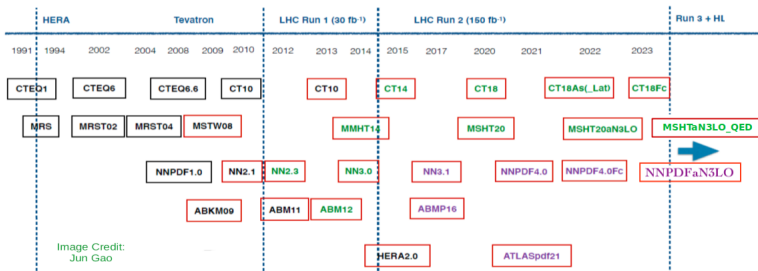 HERA Tevatron LHC Run 1 (30 fb-1) LHC Run 2 (150 fb-1) Run 3 + HL
1991 1994 2002 2004 2008 2009 2010 2012 2013 2014 2015 2017 2020 2021 2022 2023
CTEQ1 CTEQ6 CTEQ6.6 CT10 CT10 CT14 CT18 CT18As(_Lat) CT18Fc
MRS MRST02 MRST04 MSTW08 MMHT14 MSHT20 MSHT20aN3LO MSHTaN3LO_QED
NNPDF1.0 NN2.1 NN2.3 NN3.0 NN3.1 NNPDF4.0 NNPDF4.0Fc NNPDFaN3LO
ABKM09 ABM11 ABM12 ABMP16
Image Credit:
Jun Gao
HERA2.0 ATLASpdf21